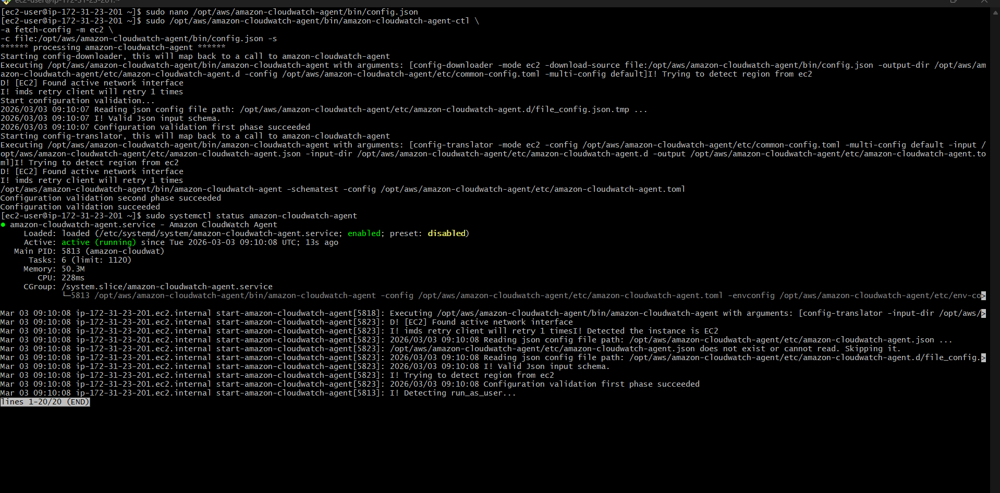 ec2-user@ip-172-31-23-201:~
[ec2-user@ip-172-31-23-201 ~]$ sudo nano /opt/aws/amazon-cloudwatch-agent/bin/config.json
[ec2-user@ip-172-31-23-201 ~]$ sudo /opt/aws/amazon-cloudwatch-agent/bin/amazon-cloudwatch-agent-ctl \
-a fetch-config -m ec2 \
-c file:/opt/aws/amazon-cloudwatch-agent/bin/config.json -s
****** processing amazon-cloudwatch-agent ******
Starting config-downloader, this will map back to a call to amazon-cloudwatch-agent
Executing /opt/aws/amazon-cloudwatch-agent/bin/amazon-cloudwatch-agent with arguments: [config-downloader -mode ec2 -download-source file:/opt/aws/amazon-cloudwatch-agent/bin/config.json -output-dir /opt/aws/am
azon-cloudwatch-agent/etc/amazon-cloudwatch-agent.d -config /opt/aws/amazon-cloudwatch-agent/etc/common-config.toml -multi-config default]I! Trying to detect region from ec2
D! [EC2] Found active network interface
I! imds retry client will retry 1 times
Start configuration validation...
2026/03/03 09:10:07 Reading json config file path: /opt/aws/amazon-cloudwatch-agent/etc/amazon-cloudwatch-agent.d/file_config.json.tmp ...
2026/03/03 09:10:07 I! Valid Json input schema.
2026/03/03 09:10:07 Configuration validation first phase succeeded
Starting config-translator, this will map back to a call to amazon-cloudwatch-agent
Executing /opt/aws/amazon-cloudwatch-agent/bin/amazon-cloudwatch-agent with arguments: [config-translator -mode ec2 -config /opt/aws/amazon-cloudwatch-agent/etc/common-config.toml -multi-config default -input /
opt/aws/amazon-cloudwatch-agent/etc/amazon-cloudwatch-agent.json -input-dir /opt/aws/amazon-cloudwatch-agent/etc/amazon-cloudwatch-agent.d -output /opt/aws/amazon-cloudwatch-agent/etc/amazon-cloudwatch-agent.to
ml]I! Trying to detect region from ec2
D! [EC2] Found active network interface
I! imds retry client will retry 1 times
/opt/aws/amazon-cloudwatch-agent/bin/amazon-cloudwatch-agent -schematest -config /opt/aws/amazon-cloudwatch-agent/etc/amazon-cloudwatch-agent.toml
Configuration validation second phase succeeded
Configuration validation succeeded
[ec2-user@ip-172-31-23-201 ~]$ sudo systemctl status amazon-cloudwatch-agent
● amazon-cloudwatch-agent.service - Amazon CloudWatch Agent
Loaded: loaded (/etc/systemd/system/amazon-cloudwatch-agent.service; enabled; preset: disabled)
Active: active (running) since Tue 2026-03-03 09:10:08 UTC; 13s ago
Main PID: 5813 (amazon-cloudwat)
Tasks: 6 (limit: 1120)
Memory: 50.3M
CPU: 228ms
CGroup: /system.slice/amazon-cloudwatch-agent.service
└─5813 /opt/aws/amazon-cloudwatch-agent/bin/amazon-cloudwatch-agent -config /opt/aws/amazon-cloudwatch-agent/etc/amazon-cloudwatch-agent.toml -envconfig /opt/aws/amazon-cloudwatch-agent/etc/env-co>
Mar 03 09:10:08 ip-172-31-23-201.ec2.internal start-amazon-cloudwatch-agent[5818]: Executing /opt/aws/amazon-cloudwatch-agent/bin/amazon-cloudwatch-agent with arguments: [config-translator -input-dir /opt/aws/>
Mar 03 09:10:08 ip-172-31-23-201.ec2.internal start-amazon-cloudwatch-agent[5823]: D! [EC2] Found active network interface
Mar 03 09:10:08 ip-172-31-23-201.ec2.internal start-amazon-cloudwatch-agent[5823]: I! imds retry client will retry 1 timesI! Detected the instance is EC2
Mar 03 09:10:08 ip-172-31-23-201.ec2.internal start-amazon-cloudwatch-agent[5823]: 2026/03/03 09:10:08 Reading json config file path: /opt/aws/amazon-cloudwatch-agent/etc/amazon-cloudwatch-agent.json ...
Mar 03 09:10:08 ip-172-31-23-201.ec2.internal start-amazon-cloudwatch-agent[5823]: /opt/aws/amazon-cloudwatch-agent/etc/amazon-cloudwatch-agent.json does not exist or cannot read. Skipping it.
Mar 03 09:10:08 ip-172-31-23-201.ec2.internal start-amazon-cloudwatch-agent[5823]: 2026/03/03 09:10:08 Reading json config file path: /opt/aws/amazon-cloudwatch-agent/etc/amazon-cloudwatch-agent.d/file_config.>
Mar 03 09:10:08 ip-172-31-23-201.ec2.internal start-amazon-cloudwatch-agent[5823]: 2026/03/03 09:10:08 I! Valid Json input schema.
Mar 03 09:10:08 ip-172-31-23-201.ec2.internal start-amazon-cloudwatch-agent[5823]: I! Trying to detect region from ec2
Mar 03 09:10:08 ip-172-31-23-201.ec2.internal start-amazon-cloudwatch-agent[5823]: 2026/03/03 09:10:08 Configuration validation first phase succeeded
Mar 03 09:10:08 ip-172-31-23-201.ec2.internal start-amazon-cloudwatch-agent[5813]: I! Detecting run_as_user...
lines 1-20/20 (END)